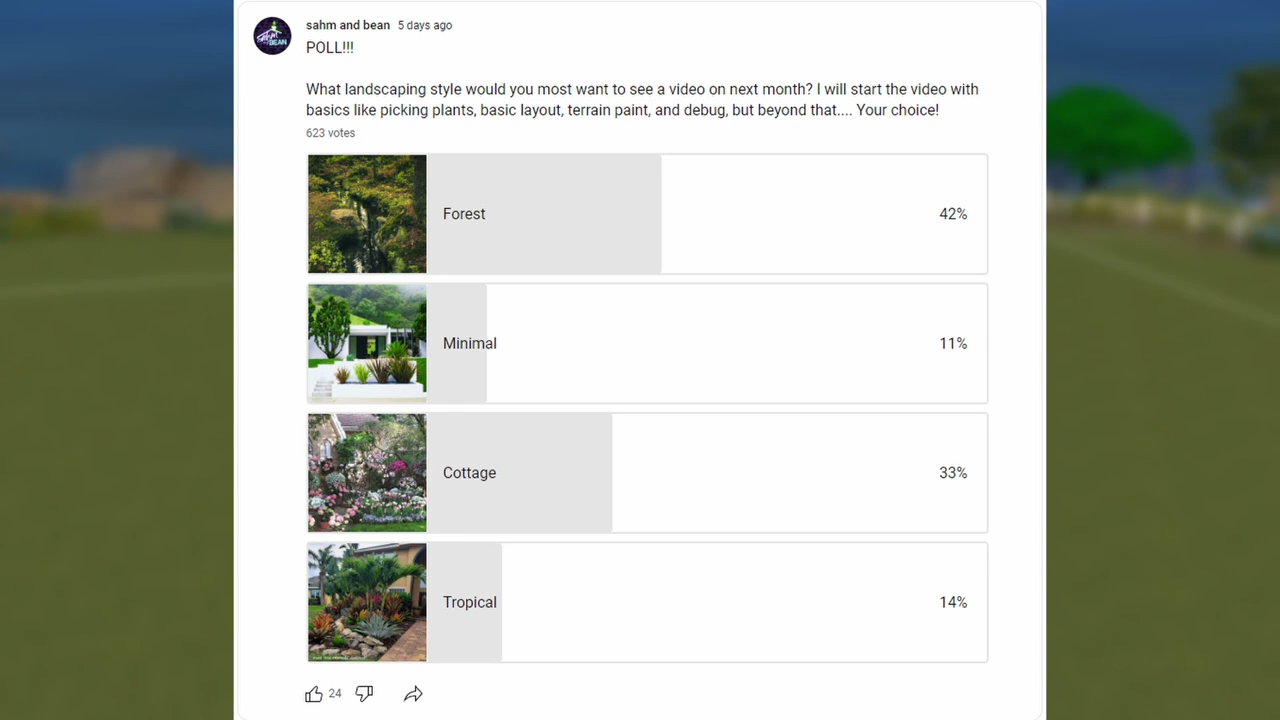 sahm and bean 5 days ago
POLL!!!
What landscaping style would you most want to see a video on next month? I will start the video with
basics like picking plants, basic layout, terrain paint, and debug, but beyond that.... Your choice!
623 votes
Forest 42%
Minimal 11%
Cottage 33%
Tropical 14%
24